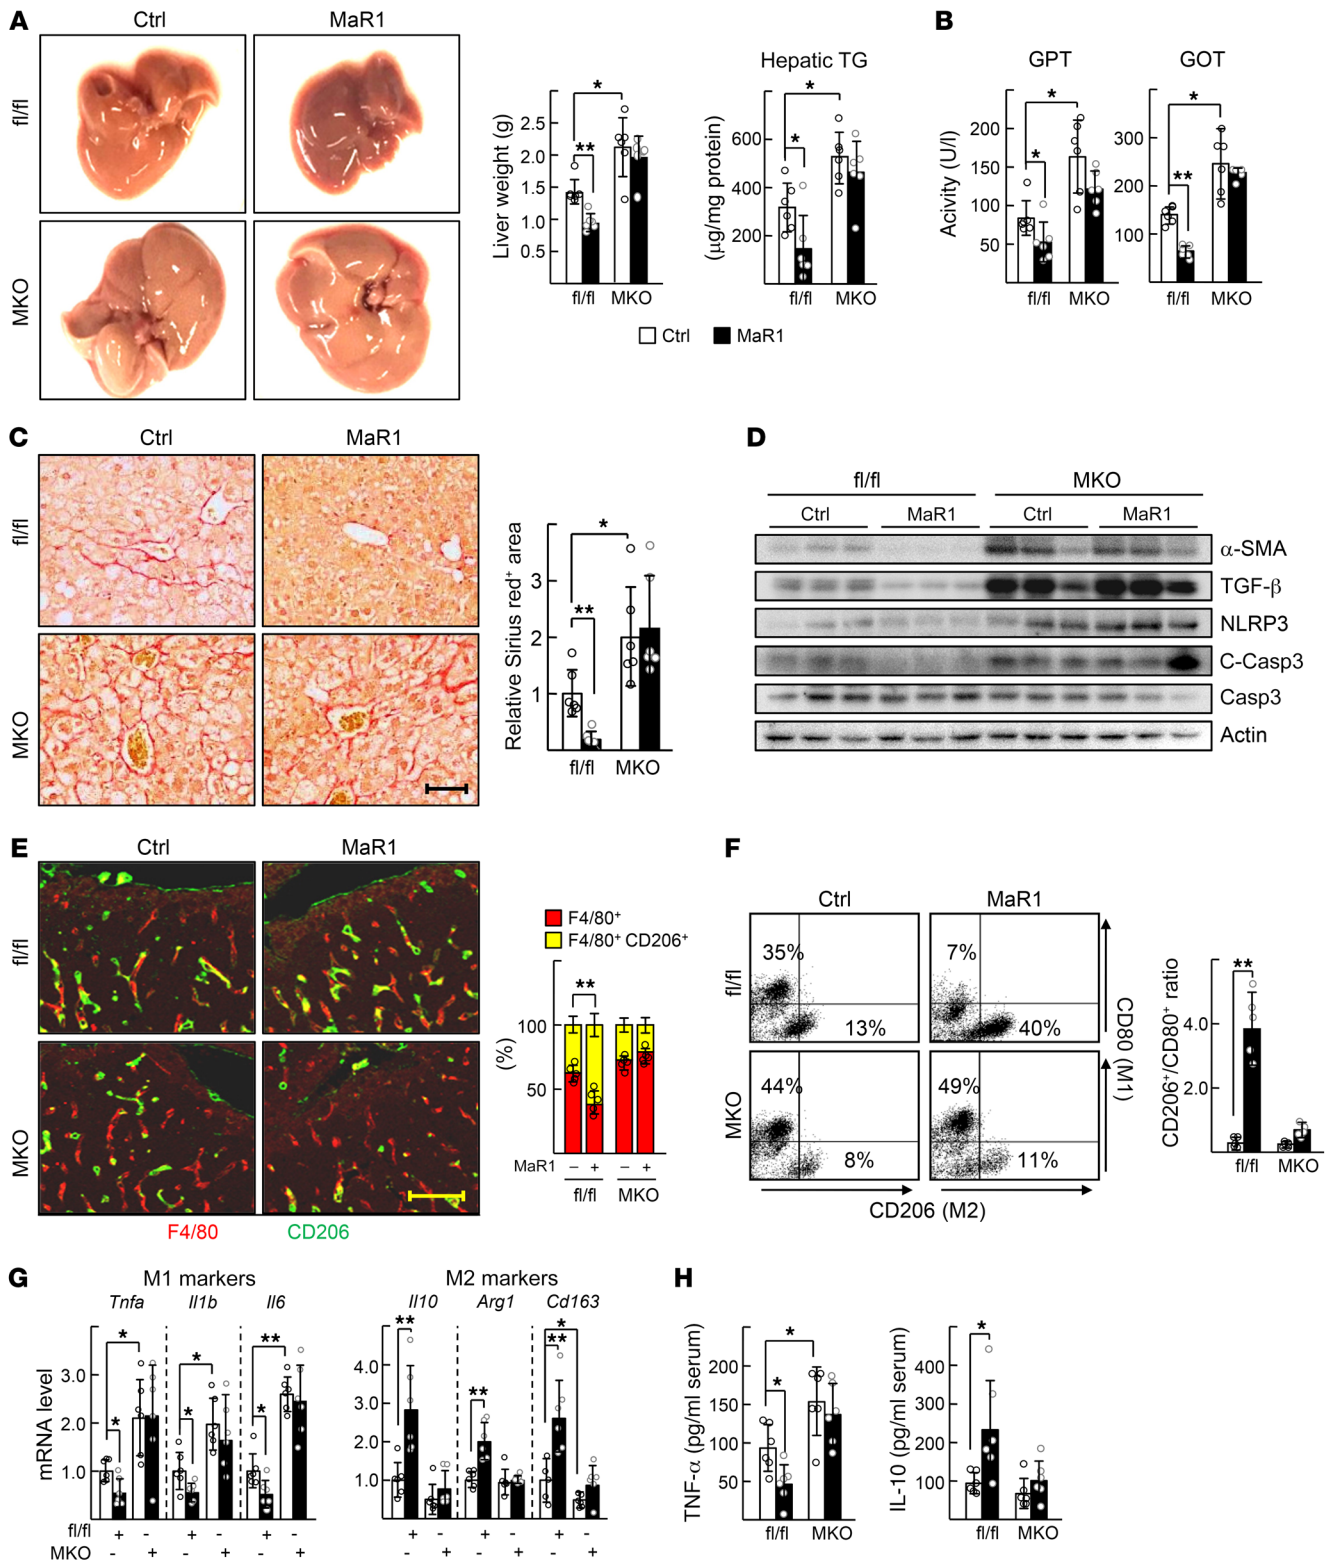 A
Ctrl
MaR1
fl/fl
MKO
Liver weight (g)
2.5
2.0
1.5
1.0
0.5
*
**
fl/fl
MKO
Hepatic TG
(µg/mg protein)
600
400
200
*
*
fl/fl
MKO
Ctrl
MaR1
B
GPT
Acivity (U/l)
200
150
100
50
*
*
fl/fl
MKO
GOT
300
200
100
*
**
fl/fl
MKO
C
Ctrl
MaR1
fl/fl
MKO
Relative Sirius red⁺ area
3
2
1
*
**
fl/fl
MKO
D
fl/fl
MKO
Ctrl
MaR1
Ctrl
MaR1
α-SMA
TGF-β
NLRP3
C-Casp3
Casp3
Actin
E
Ctrl
MaR1
fl/fl
MKO
F4/80
CD206
F4/80⁺
F4/80⁺ CD206⁺
(%)
100
50
**
MaR1
– + – +
fl/fl
MKO
F
Ctrl
MaR1
fl/fl
MKO
35%
13%
7%
40%
44%
8%
49%
11%
CD80 (M1)
CD206 (M2)
CD206⁺/CD80⁺ ratio
4.0
2.0
**
fl/fl
MKO
G
M1 markers
Tnfa
Il1b
Il6
mRNA level
3.0
2.0
1.0
*
*
*
*
**
*
fl/fl + - + - + -
MKO - + - + - +
M2 markers
Il10
Arg1
Cd163
4.0
3.0
2.0
1.0
**
**
*
**
+ - + - + -
- + - + - +
H
TNF-α (pg/ml serum)
200
150
100
50
*
*
fl/fl
MKO
IL-10 (pg/ml serum)
400
300
200
100
*
fl/fl
MKO